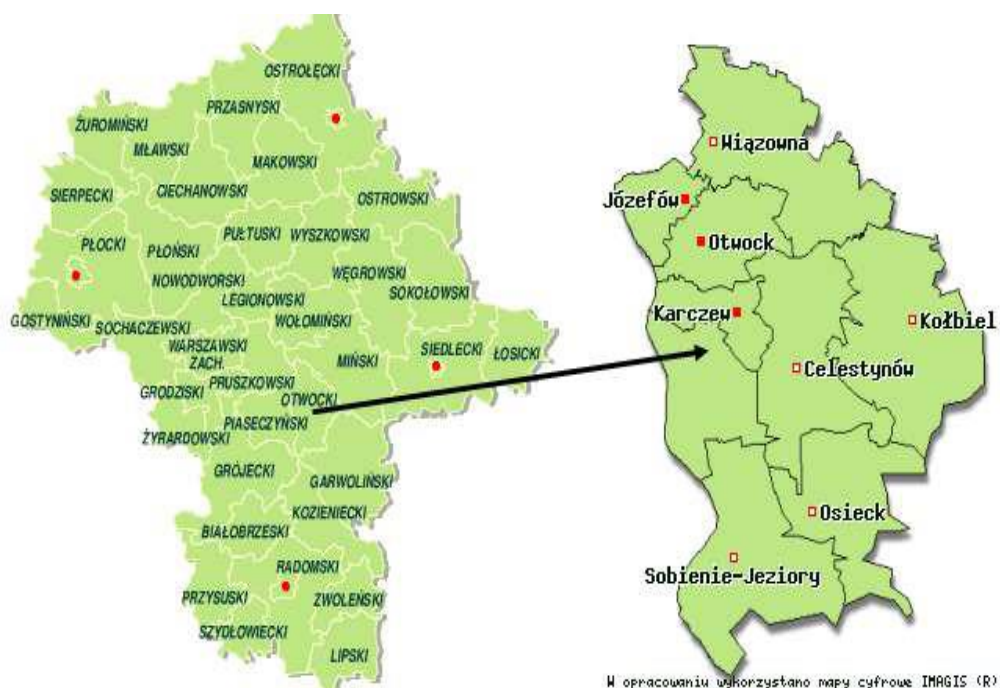 OSTROŁĘCKI
PRZASNYSKI
ŻUROMIŃSKI
MŁAWSKI
MAKOWSKI
CIECHANOWSKI
SIERPECKI
OSTROWSKI
PŁOCKI
PŁOŃSKI
PUŁTUSKI
WYSZKOWSKI
NOWODWORSKI
WĘGROWSKI
SOKOŁOWSKI
LEGIONOWSKI
GOSTYNIŃSKI
SOCHACZEWSKI
WOŁOMIŃSKI
WARSZAWSKI
ZACH.
MIŃSKI
SIEDLECKI
ŁOSICKI
GRODZISKI
PRUSZKOWSKI
OTWOCKI
PIASECZYŃSKI
ŻYRARDOWSKI
GRÓJECKI
GARWOLIŃSKI
KOZIENIECKI
BIAŁOBRZESKI
RADOMSKI
PRZYSUSKI
ZWOLEŃSKI
SZYDŁOWIECKI
LIPSKI
Wiązowna
Józefów
Otwock
Karczew
Kołbiel
Celestynów
Osieck
Sobienie-Jeziory
W opracowaniu wykorzystano mapy cyfrowe IMAGIS (R)